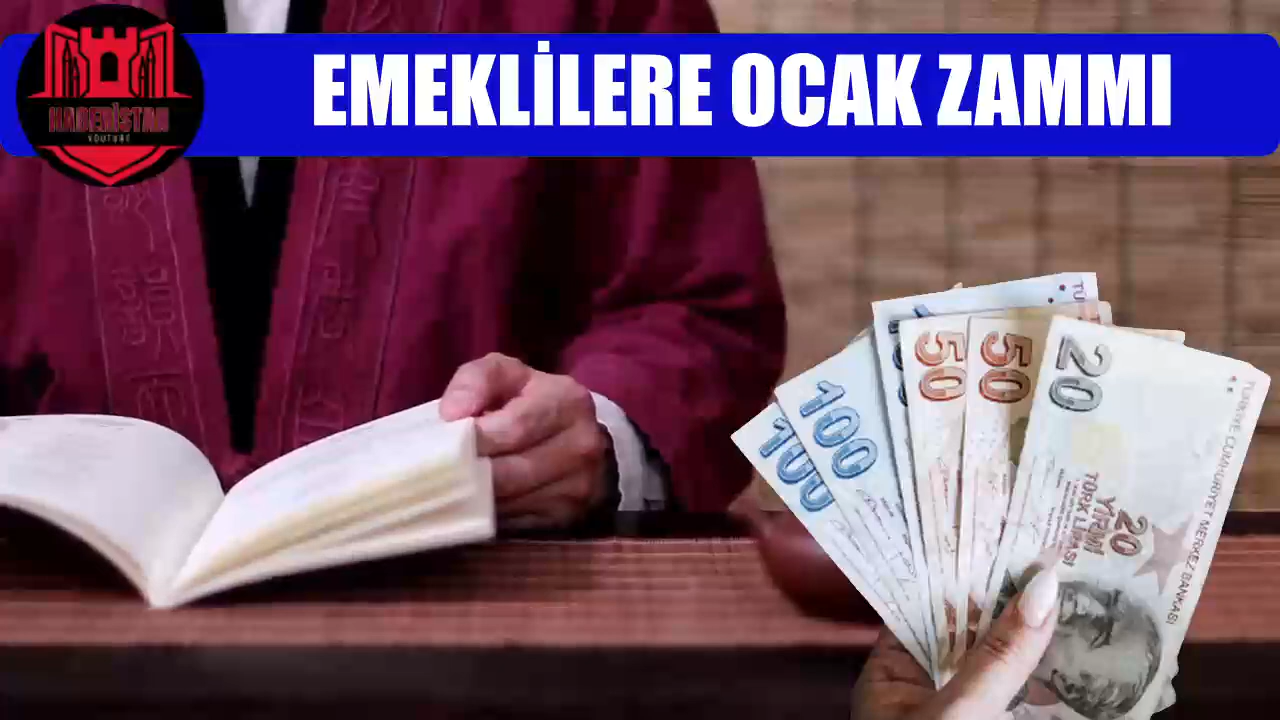 EMEKLİLERE OCAK ZAMMI
HABERİSTAN
YOUTUBE
100
100
50
50
20
TÜRKİYE CUMHURİYET MERKEZ BANKASI
20
YİRMİ
TÜRK LİRASI